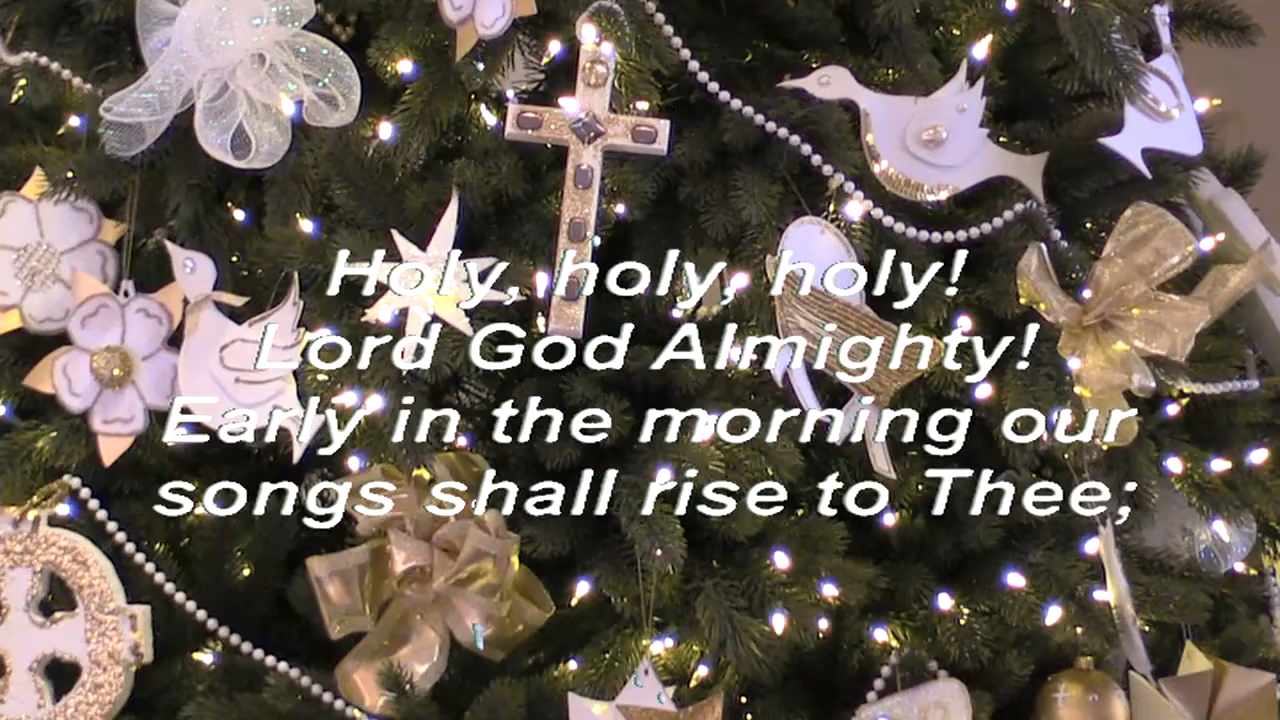 Holy, holy, holy!
Lord God Almighty!
Early in the morning our
songs shall rise to Thee;